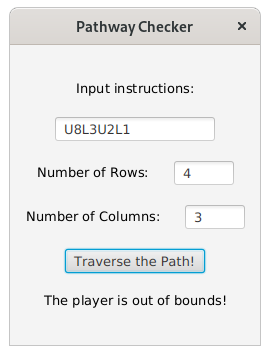 Pathway Checker ×
Input instructions:
U8L3U2L1
Number of Rows: 4
Number of Columns: 3
Traverse the Path!
The player is out of bounds!